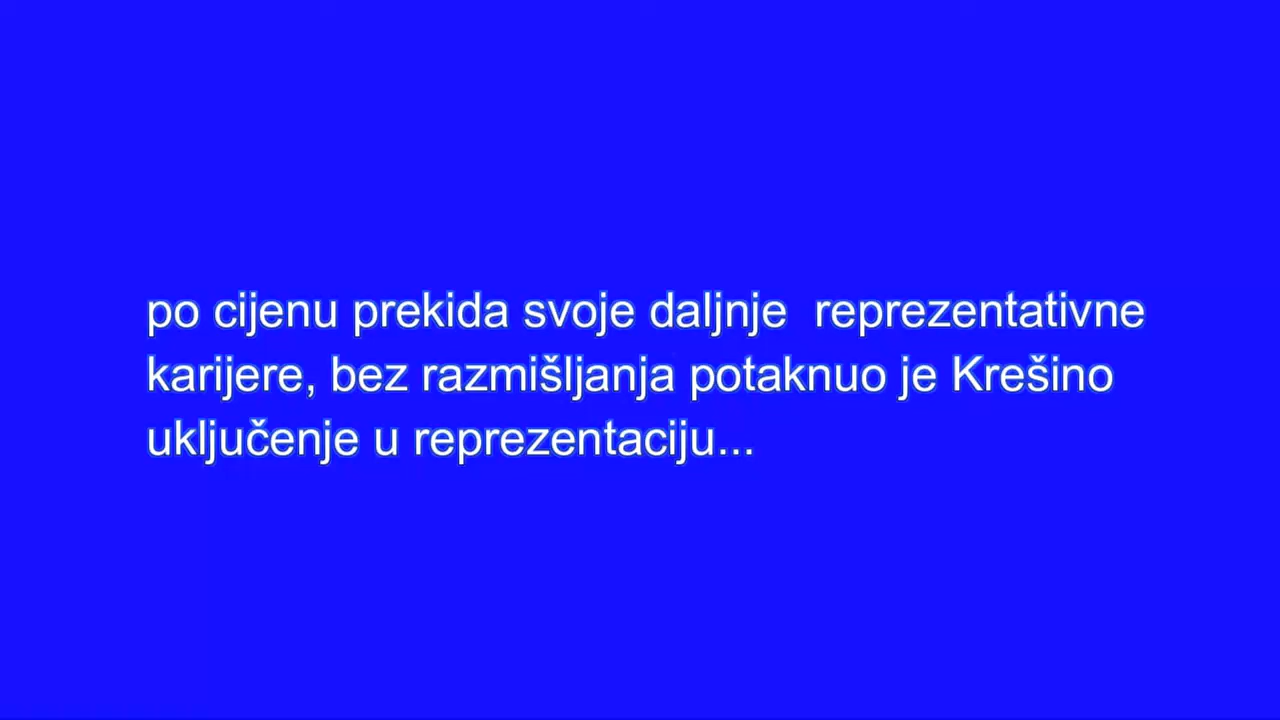 po cijenu prekida svoje daljnje  reprezentativne
karijere, bez razmišljanja potaknuo je Krešino
uključenje u reprezentaciju...